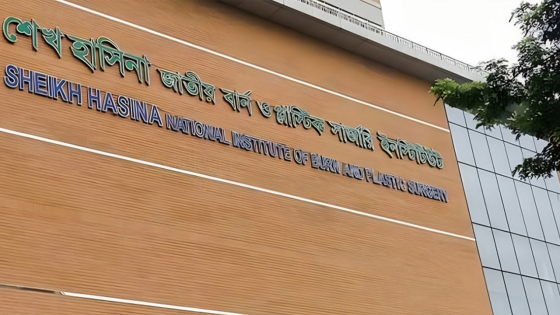 শেখ হাসিনা জাতীয় বার্ন ও প্লাস্টিক সার্জারি ইনস্টিটিউট
SHEIKH HASINA NATIONAL INSTITUTE OF BURN AND PLASTIC SURGERY